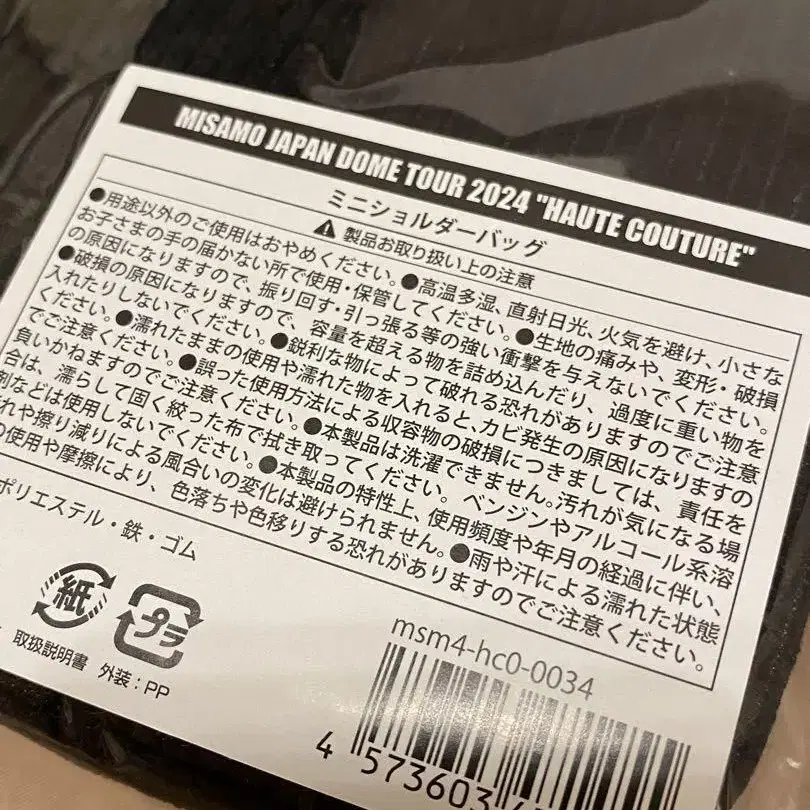 MISAMO JAPAN DOME TOUR 2024 "HAUTE COUTURE"
ミニショルダーバッグ
製品お取り扱い上の注意
●用途以外のご使用はおやめください。●高温多湿、直射日光、火気を避け、小さな
お子さまの手の届かない所で使用・保管してください。●生地の痛みや、変形・破損
の原因になりますので、振り回す・引っ張る等の強い衝撃を与えないでください。
●破損の原因になりますので、容量を超える物を詰め込んだり、過度に重い物を
入れたりしないでください。●鋭利な物によって破れる恐れがありますのでご注意
ください。●濡れたままの使用や濡れた物を入れると、カビ発生の原因になりますの
でご注意ください。●誤った使用方法による収容物の破損につきましては、責任を
負いかねますのでご注意ください。●本製品は洗濯できません。汚れが気になる場
合は、濡らして固く絞った布で拭き取ってください。ベンジンやアルコール系溶
剤などは使用しないでください。●本製品の特性上、使用頻度や年月の経過に伴い、
れや擦り減りによる風合いの変化は避けられません。●雨や汗による濡れた状態
の使用や摩擦により、色落ちや色移りする恐れがありますのでご注意ください。
ポリエステル・鉄・ゴム
紙
プラ
取扱説明書 外装：PP
msm4-hc0-0034
4 573603